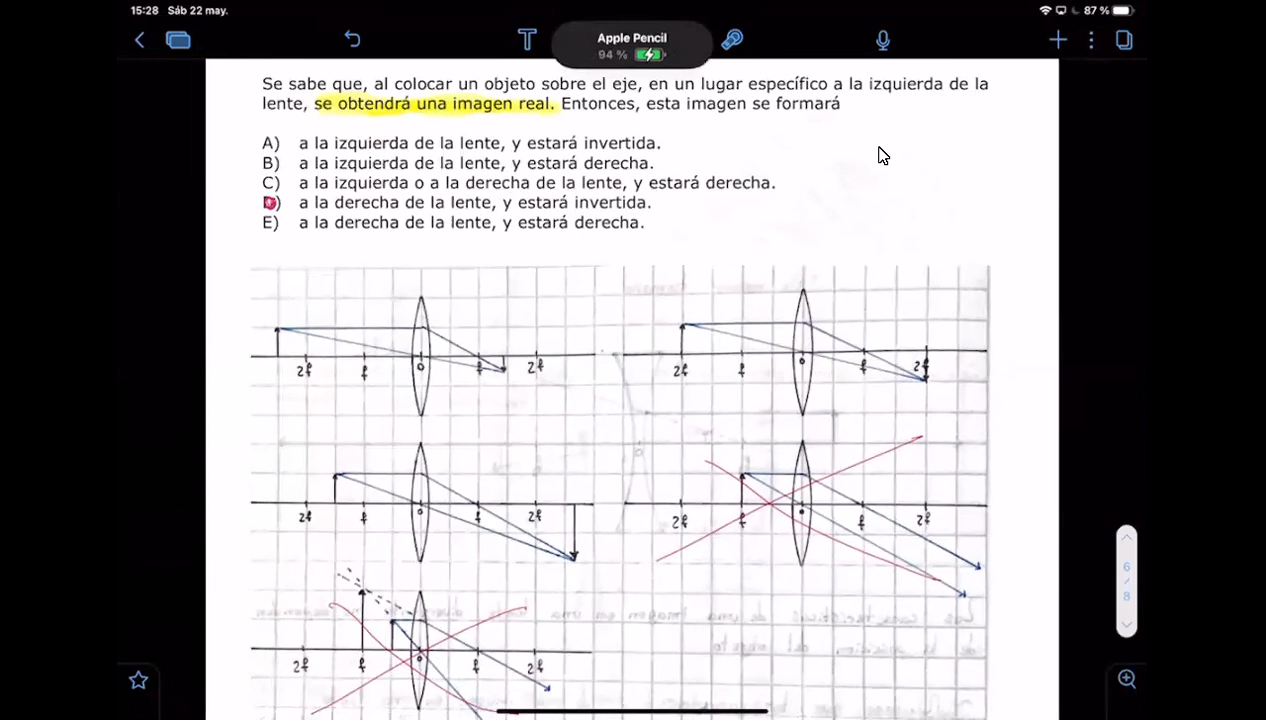 15:28 Sáb 22 may.
87 %
Apple Pencil
94 %
Se sabe que, al colocar un objeto sobre el eje, en un lugar específico a la izquierda de la
lente, se obtendrá una imagen real. Entonces, esta imagen se formará
A) a la izquierda de la lente, y estará invertida.
B) a la izquierda de la lente, y estará derecha.
C) a la izquierda o a la derecha de la lente, y estará derecha.
D) a la derecha de la lente, y estará invertida.
E) a la derecha de la lente, y estará derecha.
2f f 0 f 2f
2f f 0 f 2f
2f f 0 f 2f
2f f 0 f 2f
2f f 0 f 2f
6
/
8